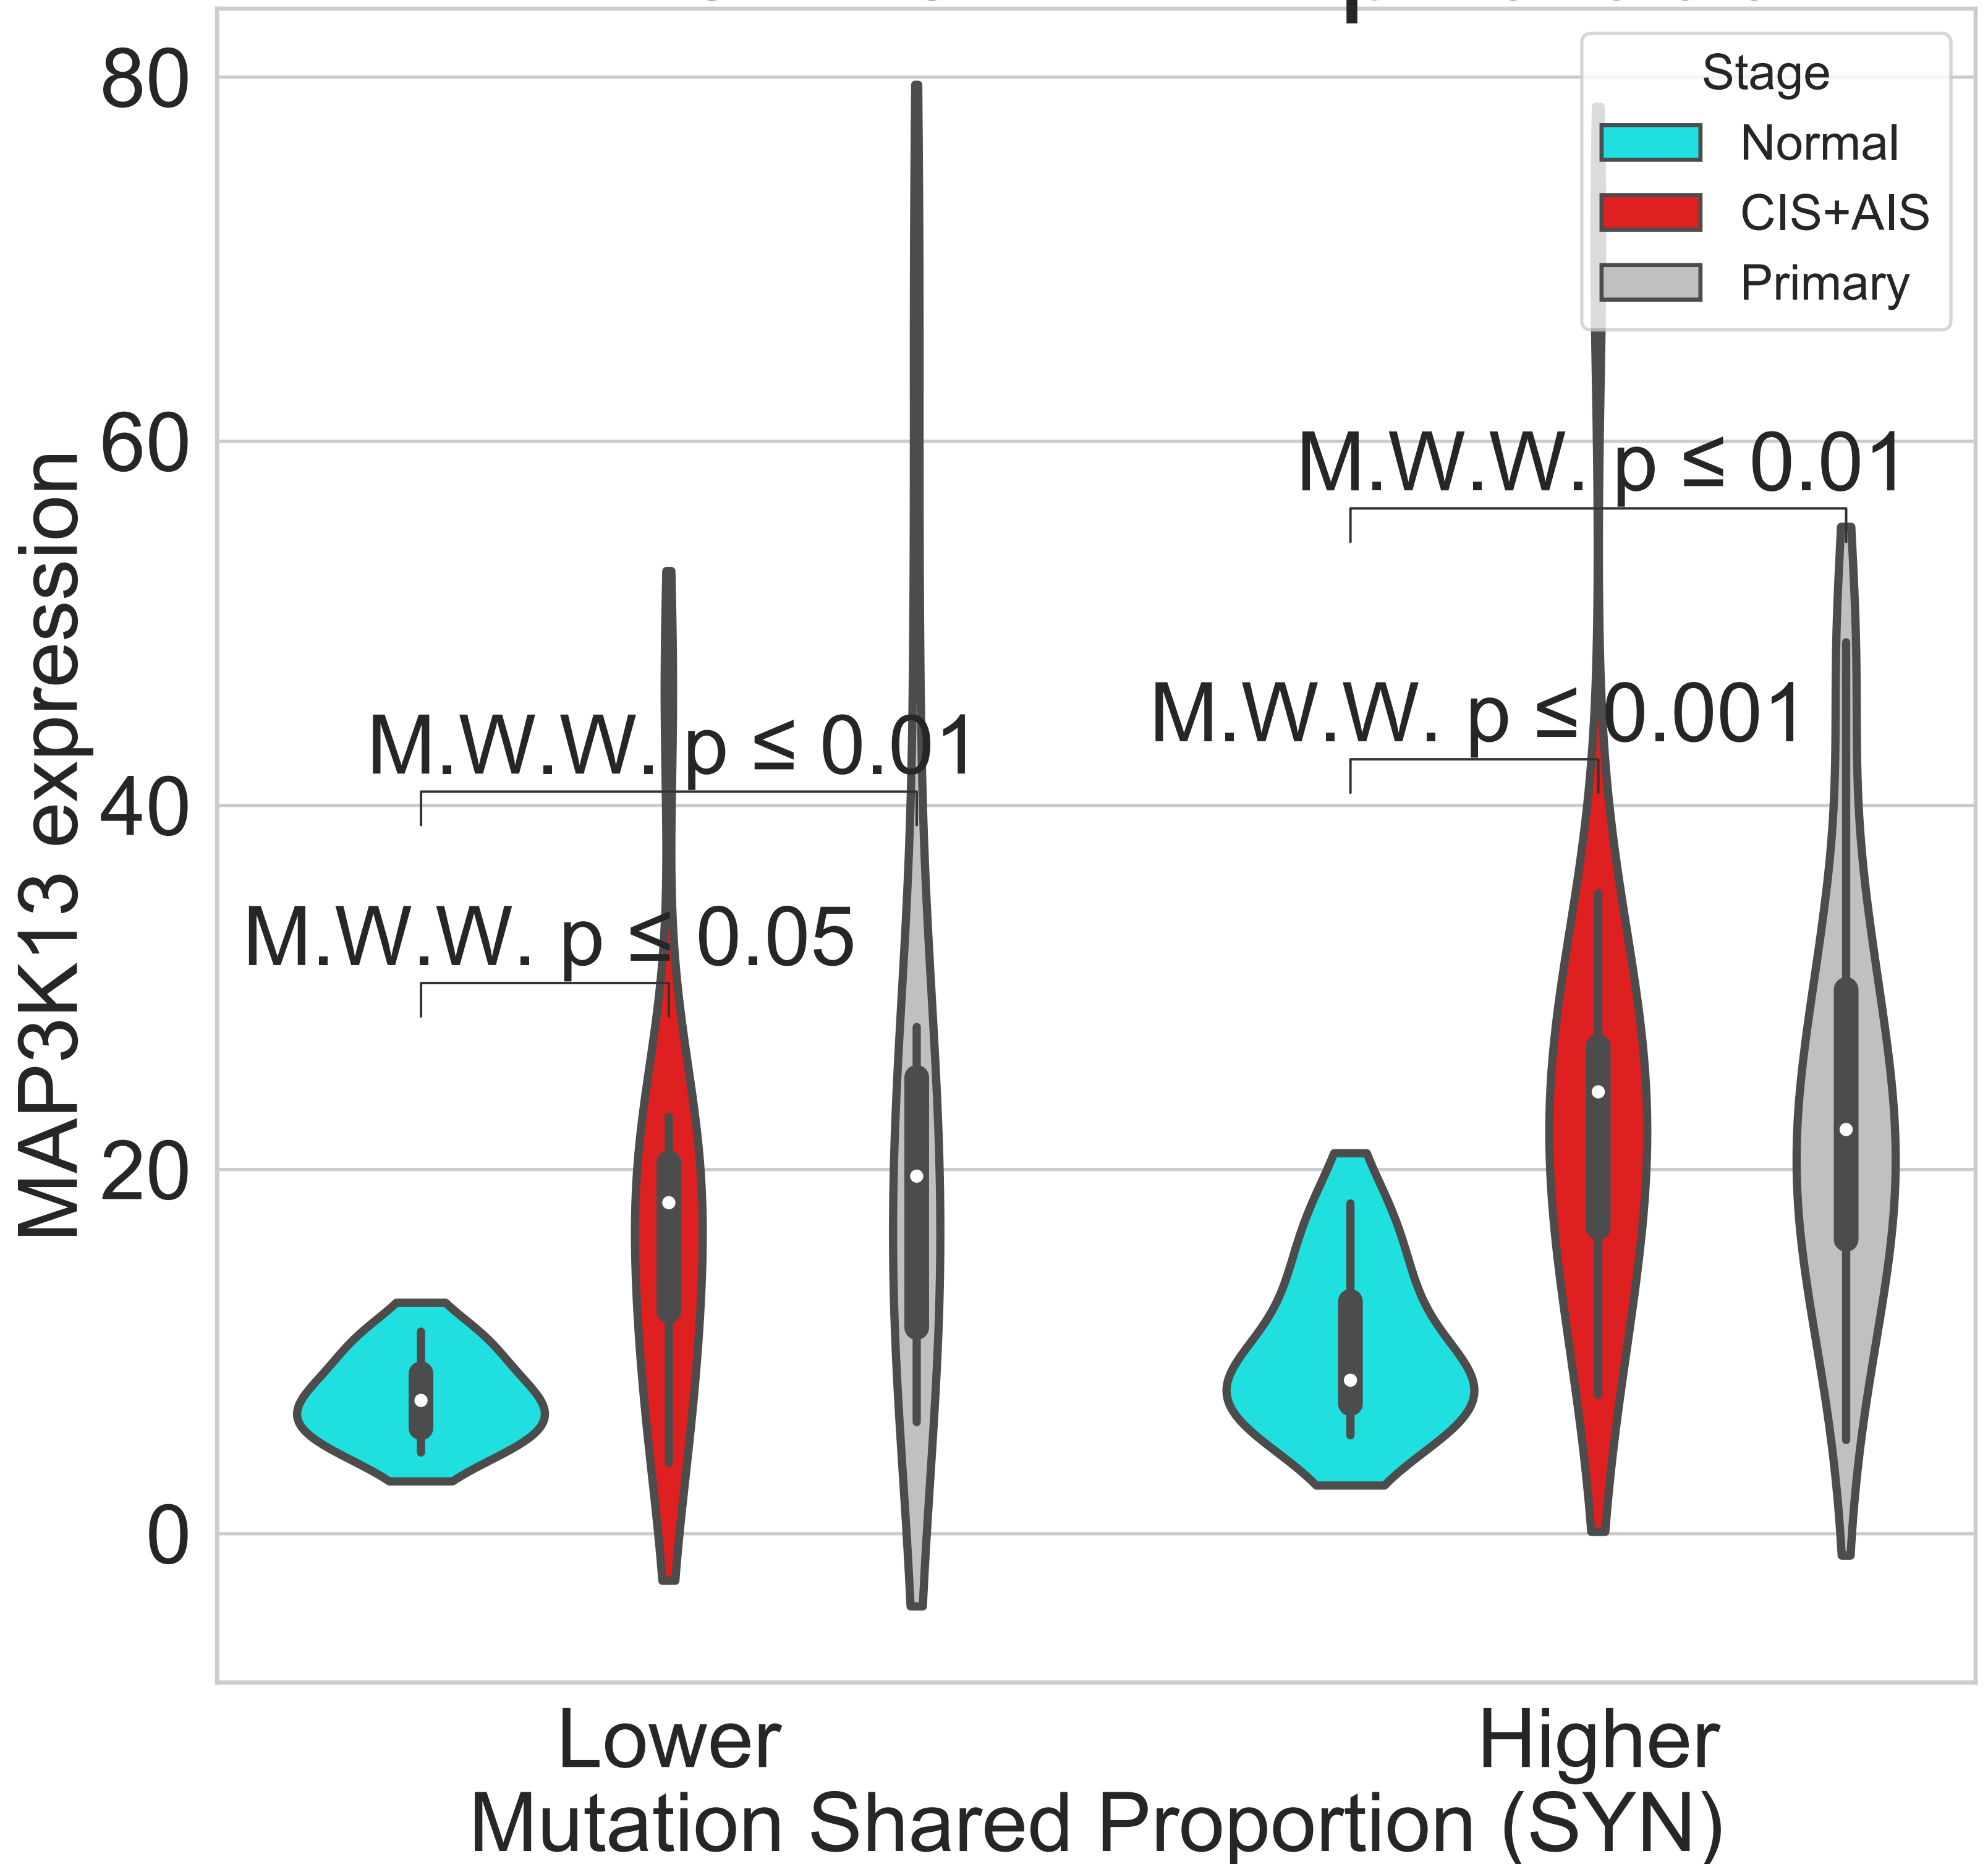 80
60
40
20
0
MAP3K13 expression
Stage
Normal
CIS+AIS
Primary
M.W.W. p ≤ 0.01
M.W.W. p ≤ 0.001
M.W.W. p ≤ 0.01
M.W.W. p ≤ 0.05
Lower
Higher
Mutation Shared Proportion (SYN)